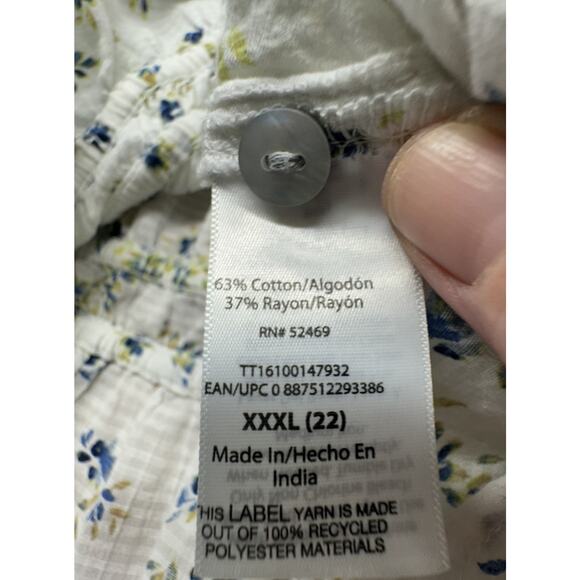 63% Cotton/Algodón
37% Rayon/Rayón
RN# 52469
TT16100147932
EAN/UPC 0 887512293386
XXXL (22)
Made In/Hecho En
India
THIS LABEL YARN IS MADE
OUT OF 100% RECYCLED
POLYESTER MATERIALS